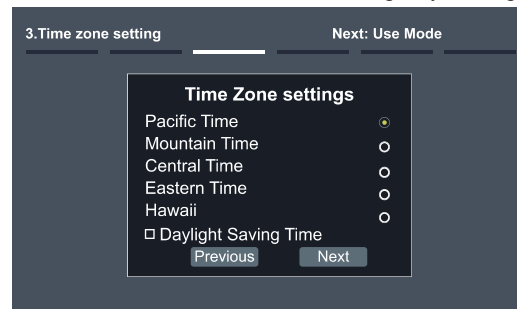 3.Time zone setting
Next: Use Mode
Time Zone settings
Pacific Time
Mountain Time
Central Time
Eastern Time
Hawaii
Daylight Saving Time
Previous
Next